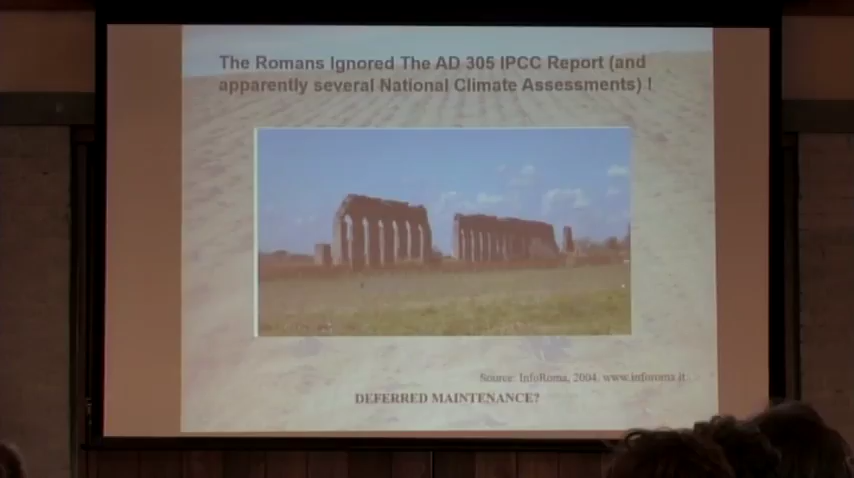 The Romans Ignored The AD 305 IPCC Report (and
apparently several National Climate Assessments) !
Source: InfoRoma, 2004. www.inforoma.it
DEFERRED MAINTENANCE?